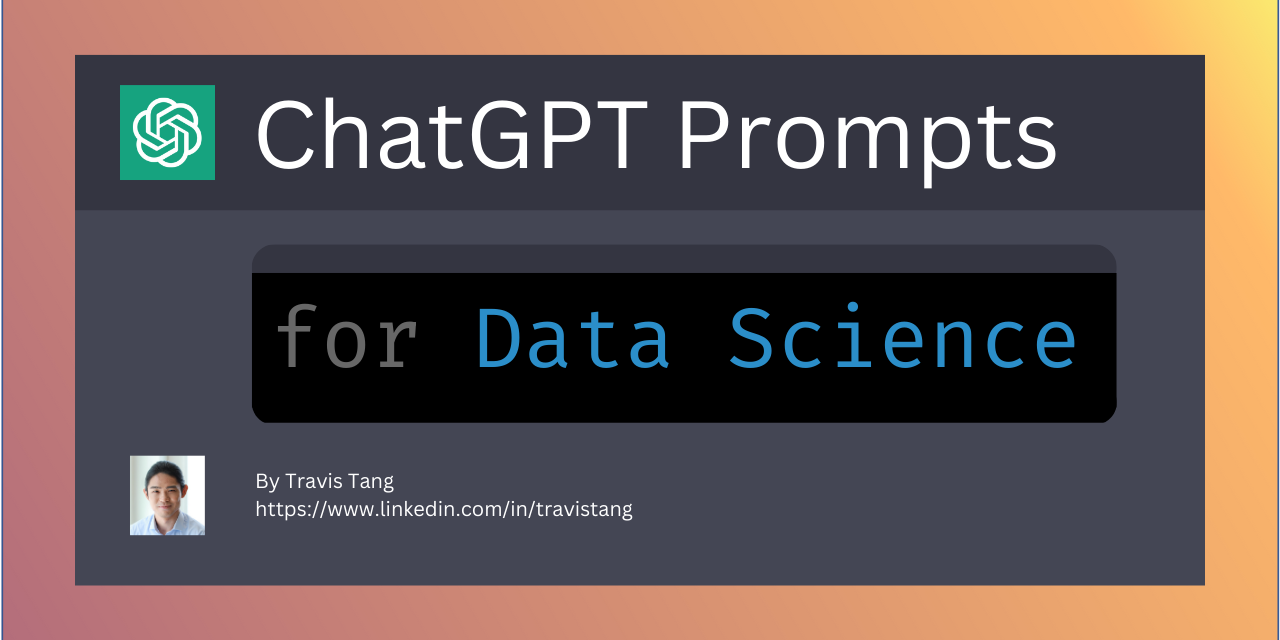 ChatGPT Prompts
for Data Science
By Travis Tang
https://www.linkedin.com/in/travistang